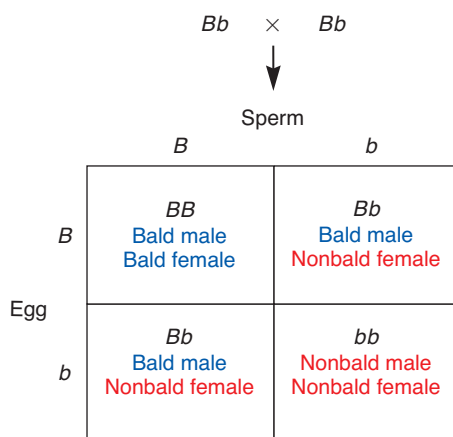 Bb × Bb
Sperm
B b
B
BB
Bald male
Bald female
Bb
Bald male
Nonbald female
Egg
b
Bb
Bald male
Nonbald female
bb
Nonbald male
Nonbald female